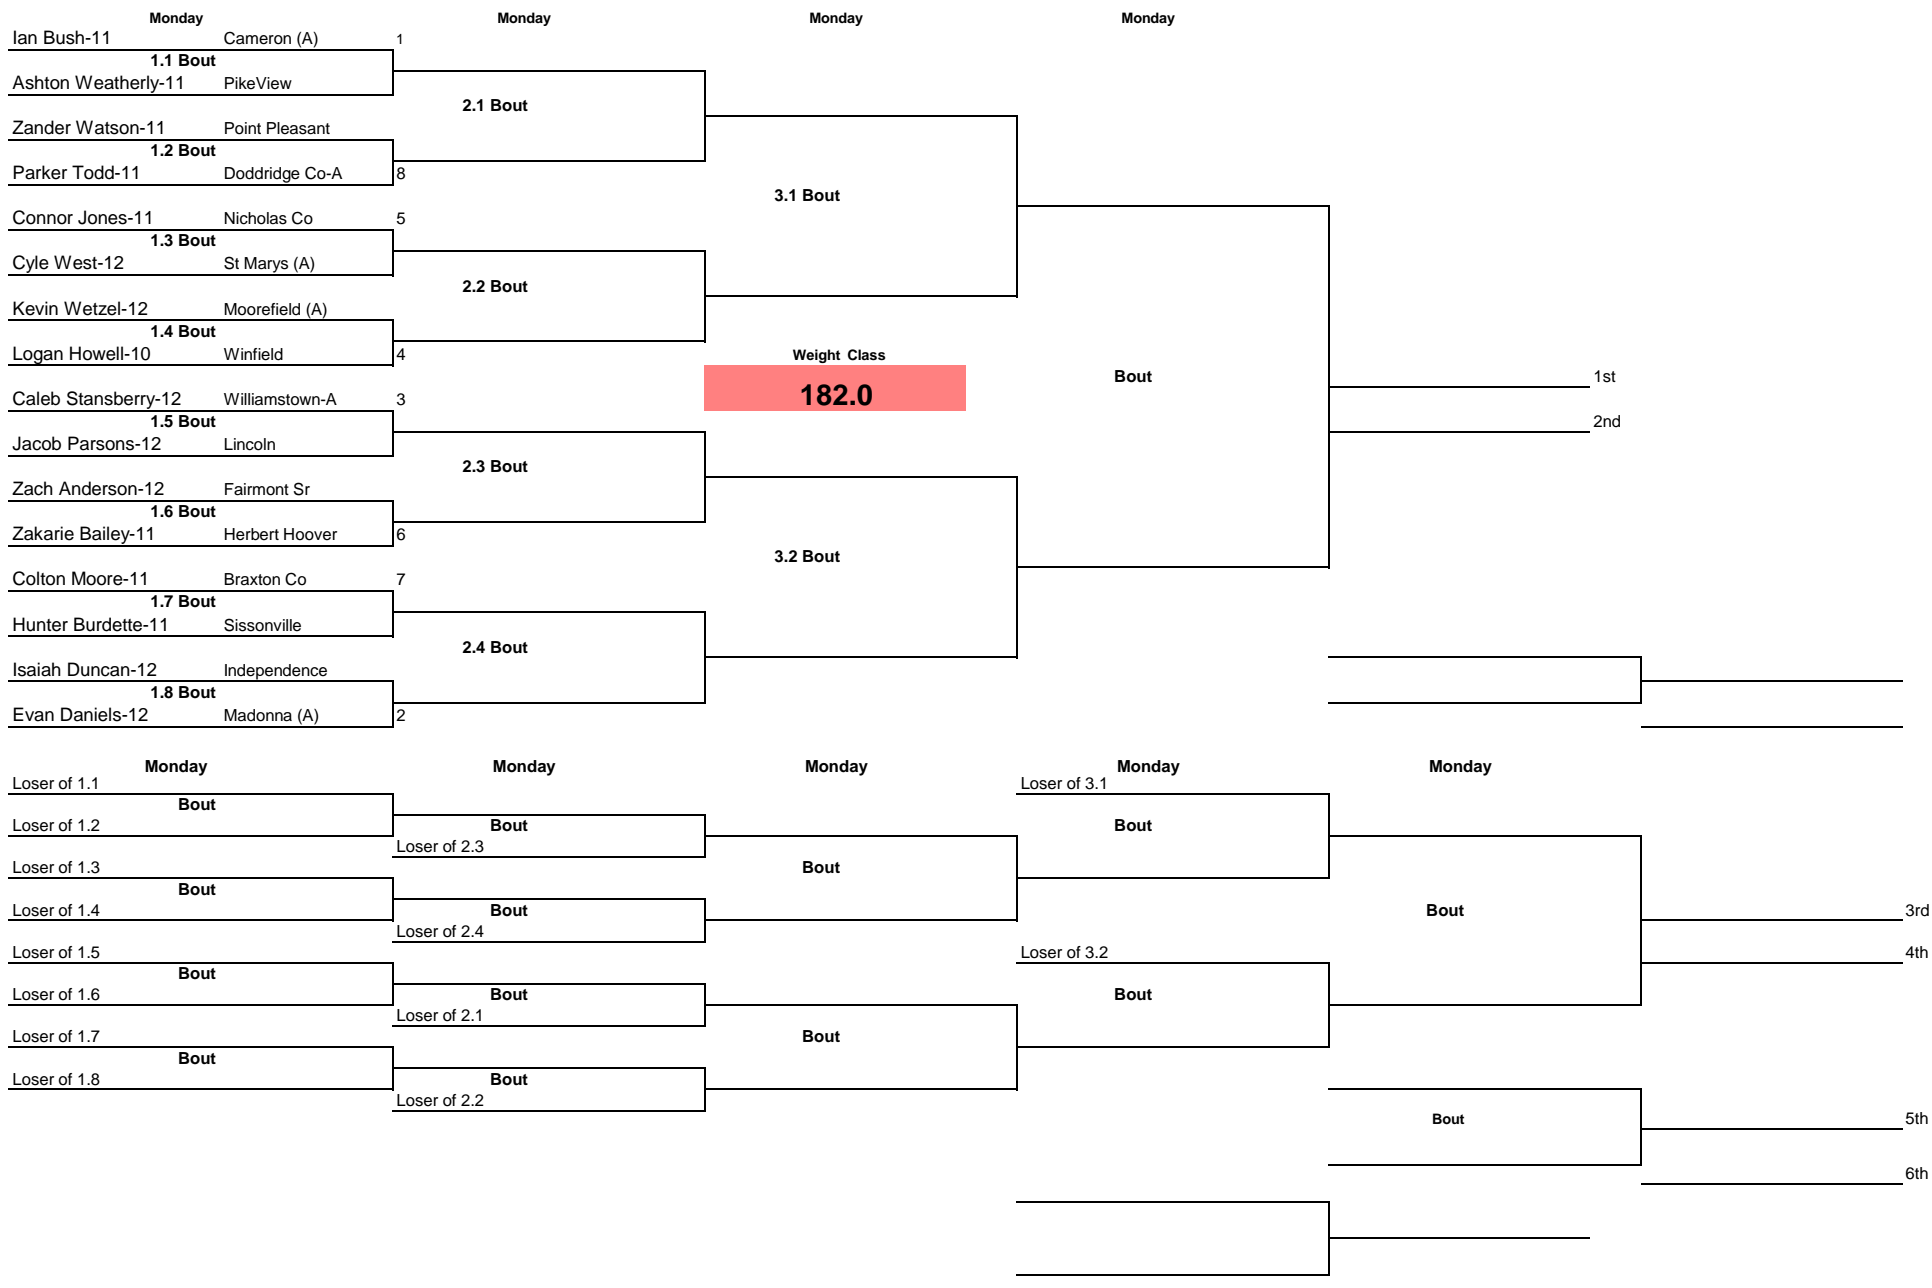 Monday Monday Monday Monday
Ian Bush-11 Cameron (A) 1
1.1 Bout
Ashton Weatherly-11 PikeView
2.1 Bout
Zander Watson-11 Point Pleasant
1.2 Bout
Parker Todd-11 Doddridge Co-A 8
3.1 Bout
Connor Jones-11 Nicholas Co 5
1.3 Bout
Cyle West-12 St Marys (A)
2.2 Bout
Kevin Wetzel-12 Moorefield (A)
1.4 Bout
Logan Howell-10 Winfield 4
Weight Class
Bout
1st
182.0
Caleb Stansberry-12 Williamstown-A 3
1.5 Bout
2nd
Jacob Parsons-12 Lincoln
2.3 Bout
Zach Anderson-12 Fairmont Sr
1.6 Bout
Zakarie Bailey-11 Herbert Hoover 6
3.2 Bout
Colton Moore-11 Braxton Co 7
1.7 Bout
Hunter Burdette-11 Sissonville
2.4 Bout
Isaiah Duncan-12 Independence
1.8 Bout
Evan Daniels-12 Madonna (A) 2
Monday Monday Monday Monday Monday
Loser of 1.1 Loser of 3.1
Bout
Loser of 1.2 Bout Bout
Loser of 2.3
Loser of 1.3 Bout
Bout
Loser of 1.4 Bout Bout 3rd
Loser of 2.4
Loser of 1.5 Loser of 3.2 4th
Bout
Loser of 1.6 Bout Bout
Loser of 2.1
Loser of 1.7 Bout
Bout
Loser of 1.8 Bout
Loser of 2.2
Bout 5th
6th